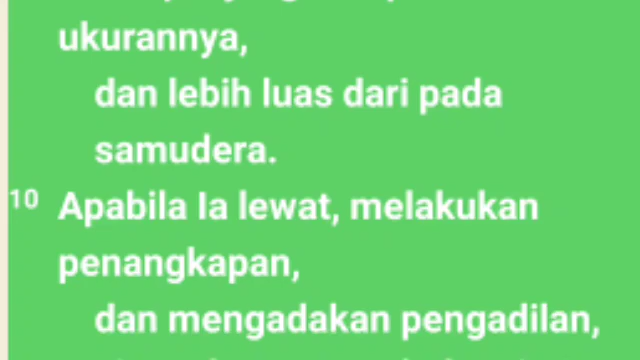 ukurannya,
dan lebih luas dari pada
samudera.
10 Apabila Ia lewat, melakukan
penangkapan,
dan mengadakan pengadilan,